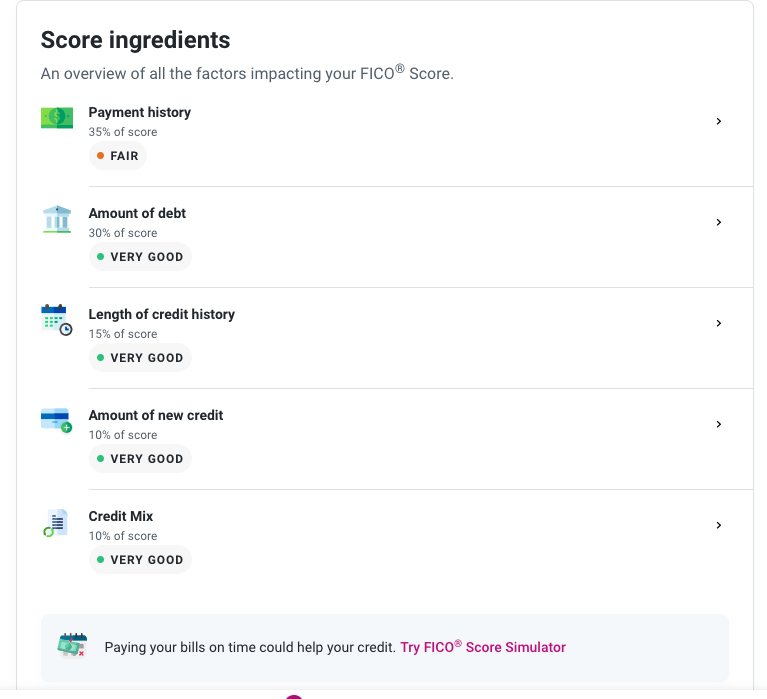 Score ingredients
An overview of all the factors impacting your FICO® Score.
Payment history
35% of score
FAIR
Amount of debt
30% of score
VERY GOOD
Length of credit history
15% of score
VERY GOOD
Amount of new credit
10% of score
VERY GOOD
Credit Mix
10% of score
VERY GOOD
Paying your bills on time could help your credit. Try FICO® Score Simulator